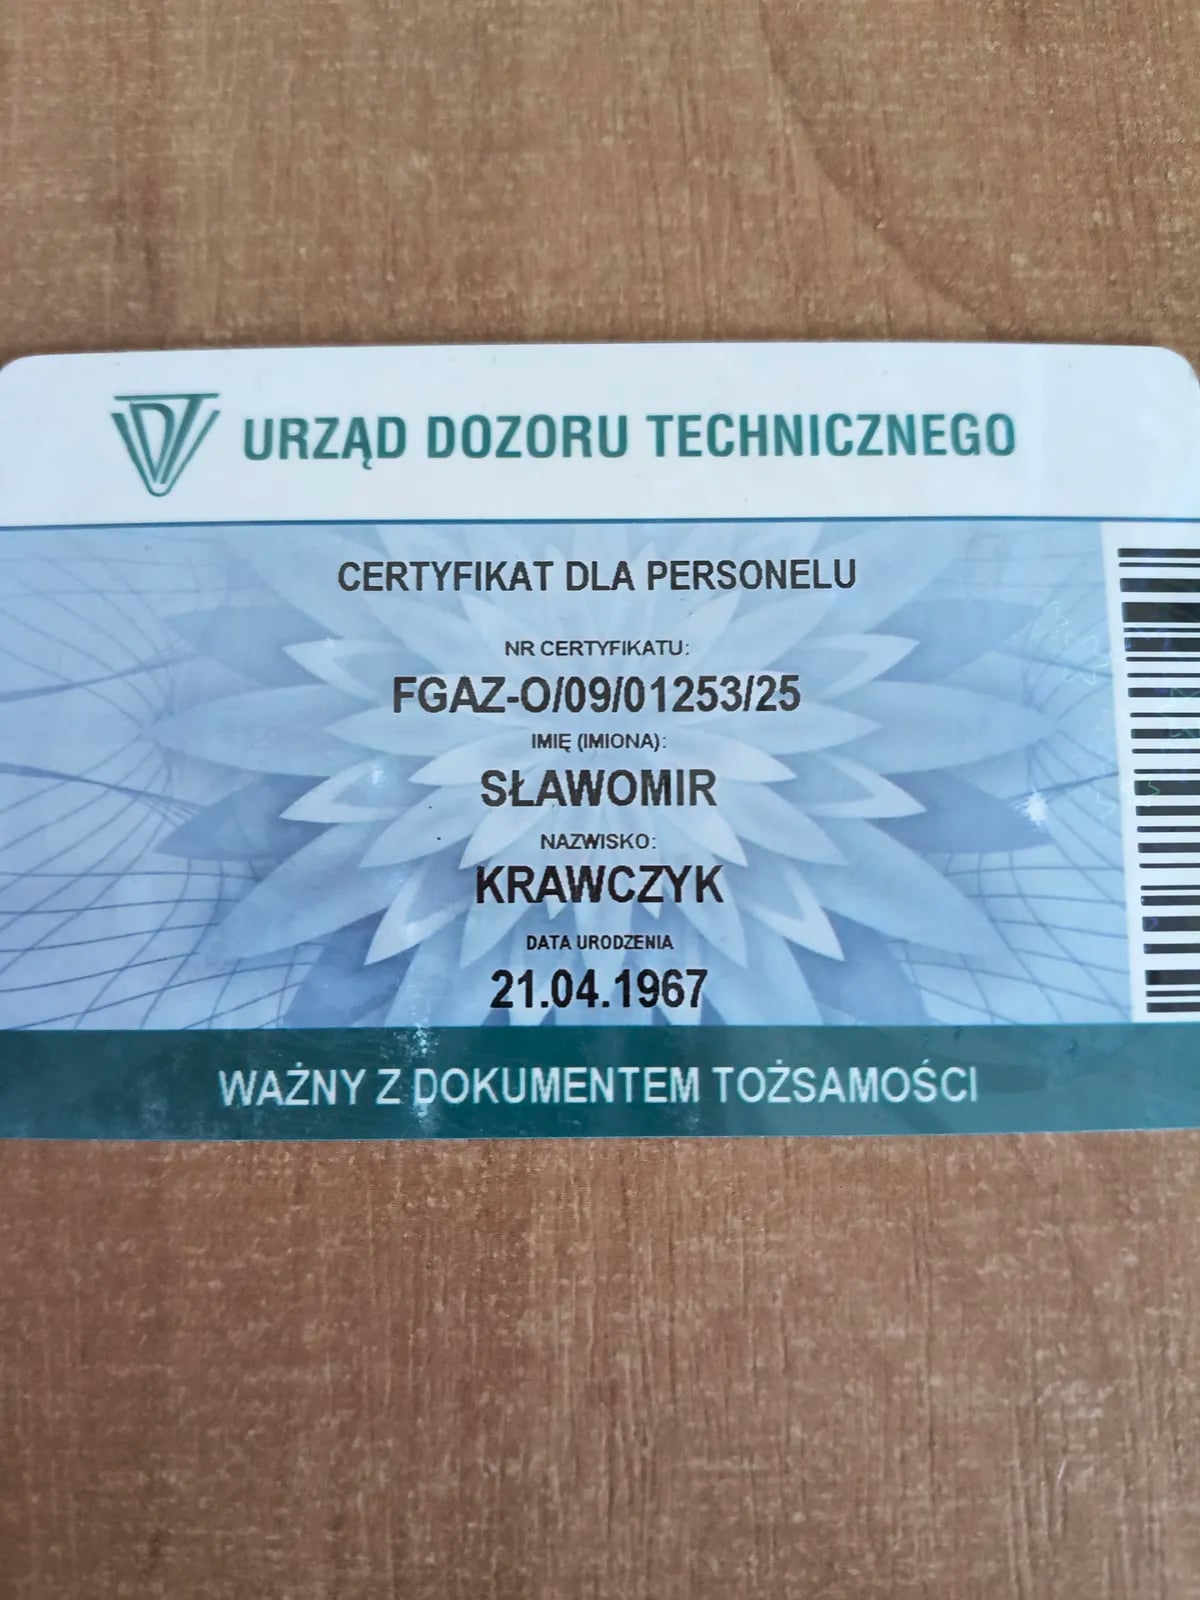 UDT URZĄD DOZORU TECHNICZNEGO
CERTYFIKAT DLA PERSONELU
NR CERTYFIKATU:
FGAZ-O/09/01253/25
IMIĘ (IMIONA):
SŁAWOMIR
NAZWISKO:
KRAWCZYK
DATA URODZENIA
21.04.1967
WAŻNY Z DOKUMENTEM TOŻSAMOŚCI